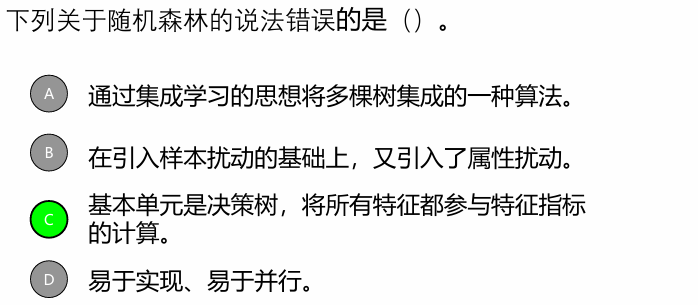 下列关于随机森林的说法错误的是（）。
A 通过集成学习的思想将多棵树集成的一种算法。
B 在引入样本扰动的基础上，又引入了属性扰动。
C 基本单元是决策树，将所有特征都参与特征指标
的计算。
D 易于实现、易于并行。